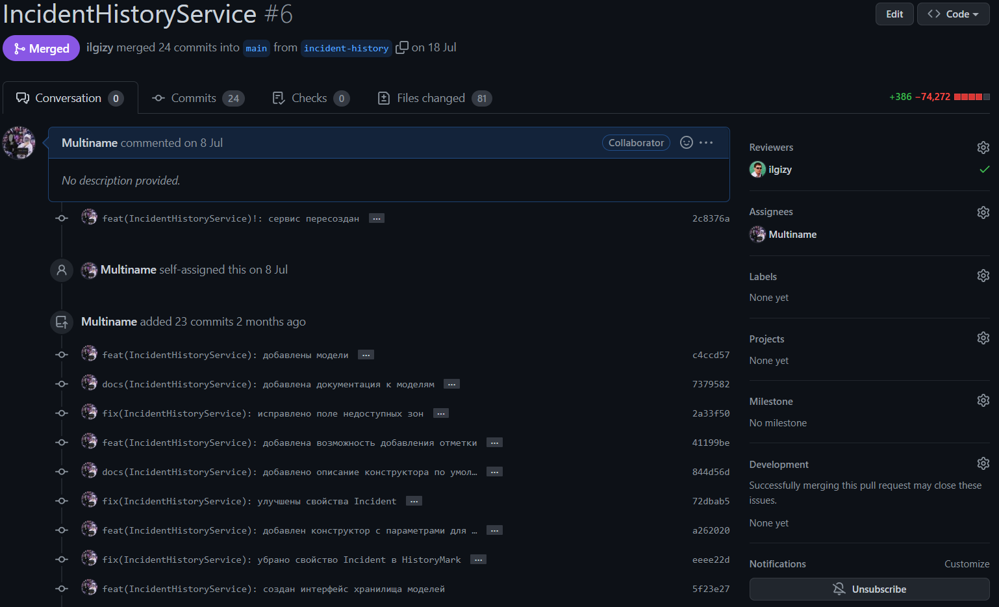 IncidentHistoryService #6
Edit
Code
Merged
ilgizy merged 24 commits into main from incident-history on 18 Jul
Conversation 0
Commits 24
Checks 0
Files changed 81
+386 −74,272
Multiname commented on 8 Jul
Collaborator
No description provided.
feat(IncidentHistoryService)!: сервис пересоздан … 2c8376a
Multiname self-assigned this on 8 Jul
Multiname added 23 commits 2 months ago
feat(IncidentHistoryService): добавлены модели … c4ccd57
docs(IncidentHistoryService): добавлена документация к моделям … 7379582
fix(IncidentHistoryService): исправлено поле недоступных зон … 2a33f50
feat(IncidentHistoryService): добавлена возможность добавления отметки … 41199be
docs(IncidentHistoryService): добавлено описание конструктора по умол… … 844d56d
fix(IncidentHistoryService): улучшены свойства Incident … 72dbab5
feat(IncidentHistoryService): добавлен конструктор с параметрами для … … a262020
fix(IncidentHistoryService): убрано свойство Incident в HistoryMark … eeee22d
feat(IncidentHistoryService): создан интерфейс хранилища моделей 5f23e27
Reviewers
ilgizy
Assignees
Multiname
Labels
None yet
Projects
None yet
Milestone
No milestone
Development
Successfully merging this pull request may close these
issues.
None yet
Notifications
Customize
Unsubscribe